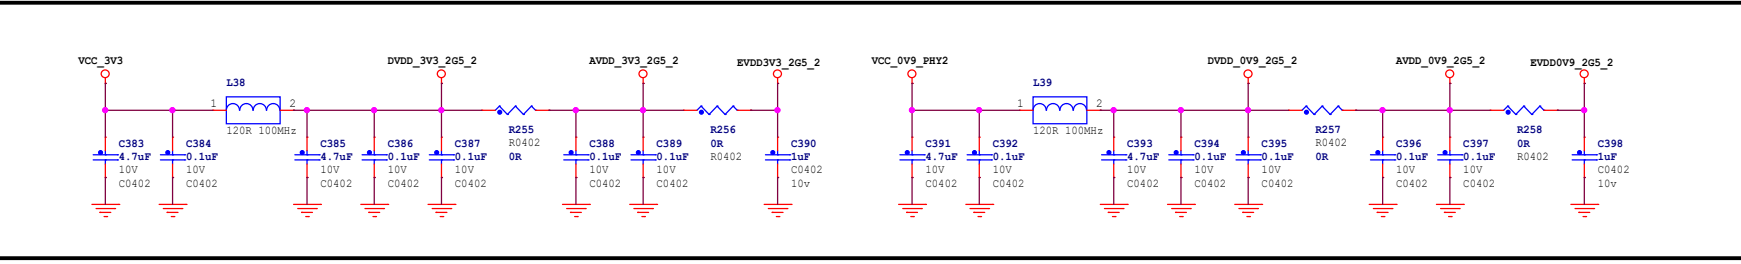 VCC_3V3
DVDD_3V3_2G5_2
AVDD_3V3_2G5_2
EVDD3V3_2G5_2
VCC_0V9_PHY2
DVDD_0V9_2G5_2
AVDD_0V9_2G5_2
EVDD0V9_2G5_2
L38
1
2
120R 100MHz
C383
4.7uF
10V
C0402
C384
0.1uF
10V
C0402
C385
4.7uF
10V
C0402
C386
0.1uF
10V
C0402
C387
0.1uF
10V
C0402
R255
R0402
0R
C388
0.1uF
10V
C0402
C389
0.1uF
10V
C0402
R256
0R
R0402
C390
1uF
C0402
10v
L39
1
2
120R 100MHz
C391
4.7uF
10V
C0402
C392
0.1uF
10V
C0402
C393
4.7uF
10V
C0402
C394
0.1uF
10V
C0402
C395
0.1uF
10V
C0402
R257
R0402
0R
C396
0.1uF
10V
C0402
C397
0.1uF
10V
C0402
R258
0R
R0402
C398
1uF
C0402
10v